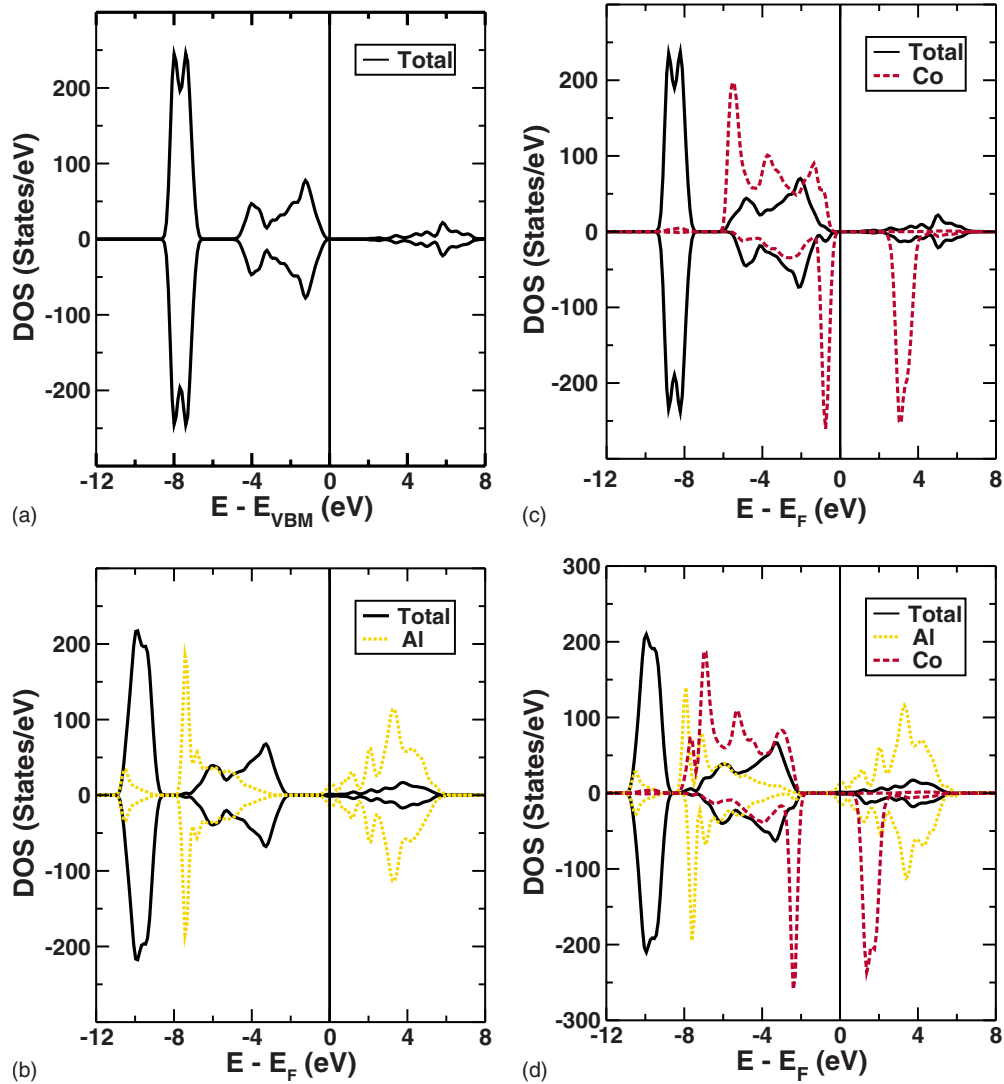 200
100
0
-100
-200
-12
-8
-4
0
4
8
DOS (States/eV)
E - E_VBM (eV)
Total
(a)
200
100
0
-100
-200
-12
-8
-4
0
4
8
DOS (States/eV)
E - E_F (eV)
Total
Co
(c)
200
100
0
-100
-200
-12
-8
-4
0
4
8
DOS (States/eV)
E - E_F (eV)
Total
Al
(b)
300
200
100
0
-100
-200
-300
-12
-8
-4
0
4
8
DOS (States/eV)
E - E_F (eV)
Total
Al
Co
(d)